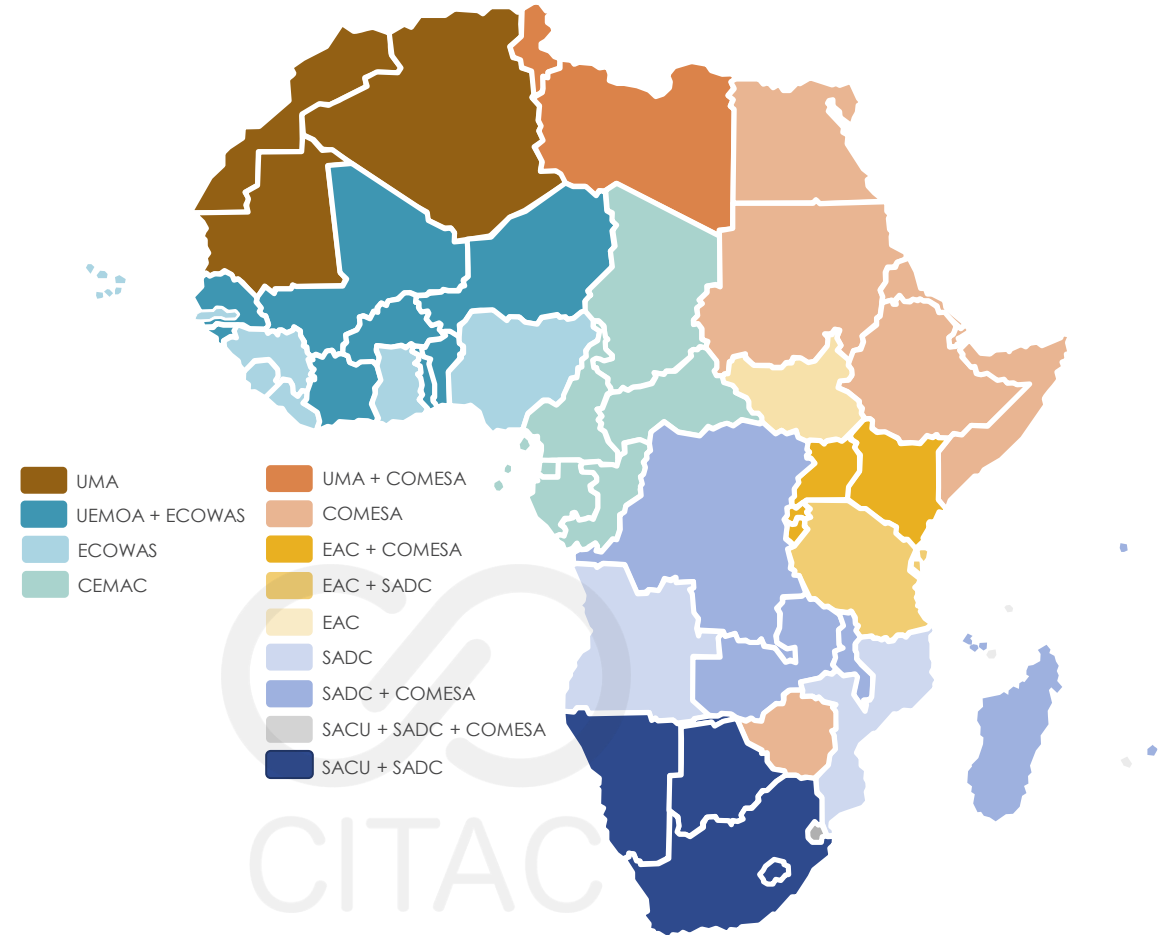 UMA
UEMOA + ECOWAS
ECOWAS
CEMAC
UMA + COMESA
COMESA
EAC + COMESA
EAC + SADC
EAC
SADC
SADC + COMESA
SACU + SADC + COMESA
SACU + SADC
CITAC